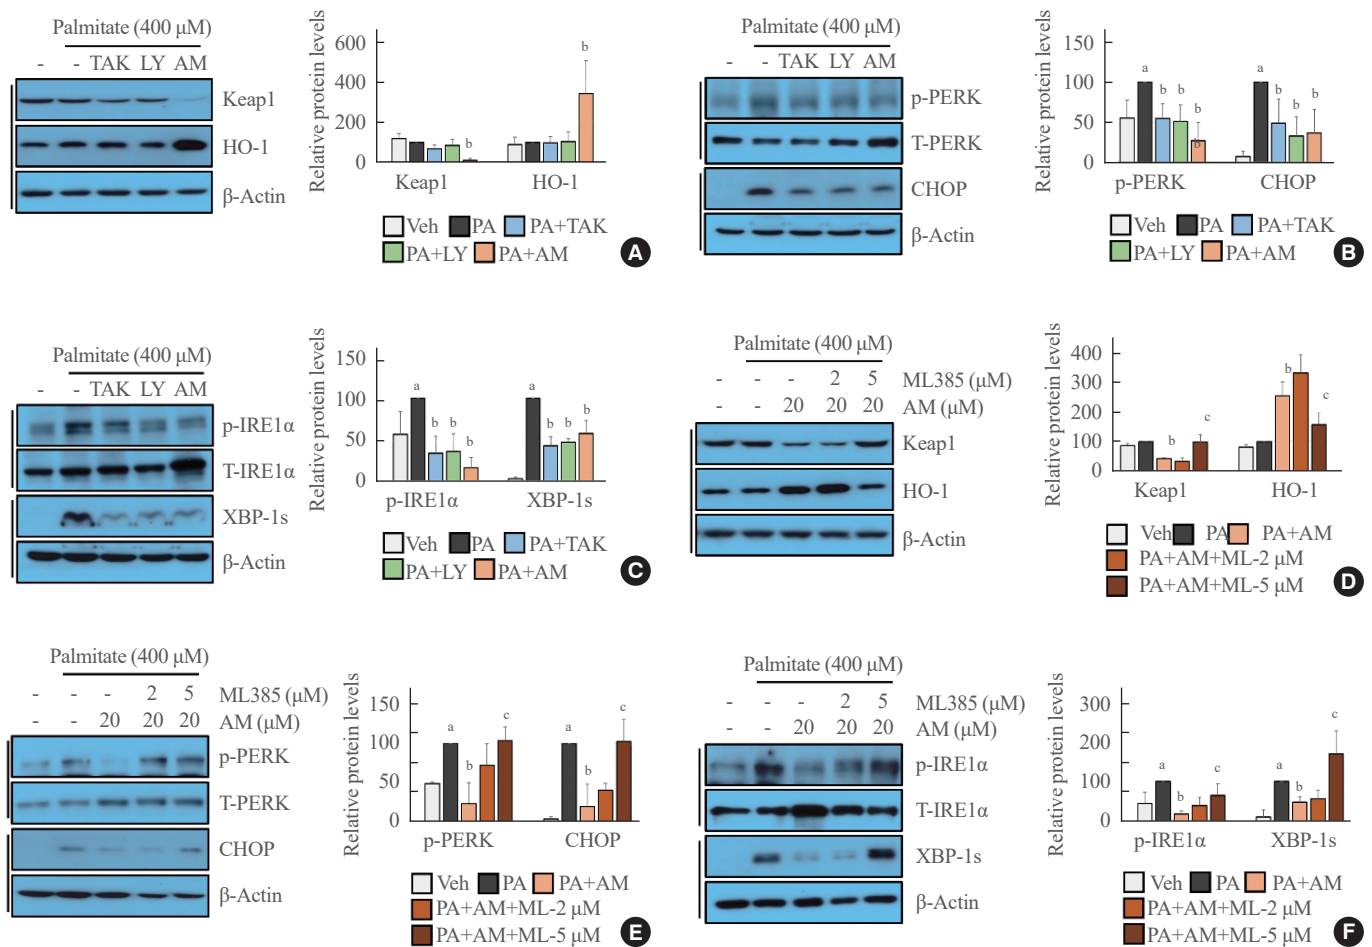 Palmitate (400 μM)
- - TAK LY AM
Keap1
HO-1
β-Actin
Relative protein levels
600
400
200
0
b
b
Keap1 HO-1
Veh PA PA+TAK
PA+LY PA+AM
A
Palmitate (400 μM)
- - TAK LY AM
p-PERK
T-PERK
CHOP
β-Actin
Relative protein levels
150
100
50
0
a b b b
a b b b
p-PERK CHOP
Veh PA PA+TAK
PA+LY PA+AM
B
Palmitate (400 μM)
- - TAK LY AM
p-IRE1α
T-IRE1α
XBP-1s
β-Actin
Relative protein levels
150
100
50
0
a b b b
a b b b
p-IRE1α XBP-1s
Veh PA PA+TAK
PA+LY PA+AM
C
Palmitate (400 μM)
- - - 2 5 ML385 (μM)
- - 20 20 20 AM (μM)
Keap1
HO-1
β-Actin
Relative protein levels
400
300
200
100
0
b c
b c
Keap1 HO-1
Veh PA PA+AM
PA+AM+ML-2 μM
PA+AM+ML-5 μM
D
Palmitate (400 μM)
- - - 2 5 ML385 (μM)
- - 20 20 20 AM (μM)
p-PERK
T-PERK
CHOP
β-Actin
Relative protein levels
150
100
50
0
a b c
a b c
p-PERK CHOP
Veh PA PA+AM
PA+AM+ML-2 μM
PA+AM+ML-5 μM
E
Palmitate (400 μM)
- - - 2 5 ML385 (μM)
- - 20 20 20 AM (μM)
p-IRE1α
T-IRE1α
XBP-1s
β-Actin
Relative protein levels
300
200
100
0
a b c
a b c
p-IRE1α XBP-1s
Veh PA PA+AM
PA+AM+ML-2 μM
PA+AM+ML-5 μM
F